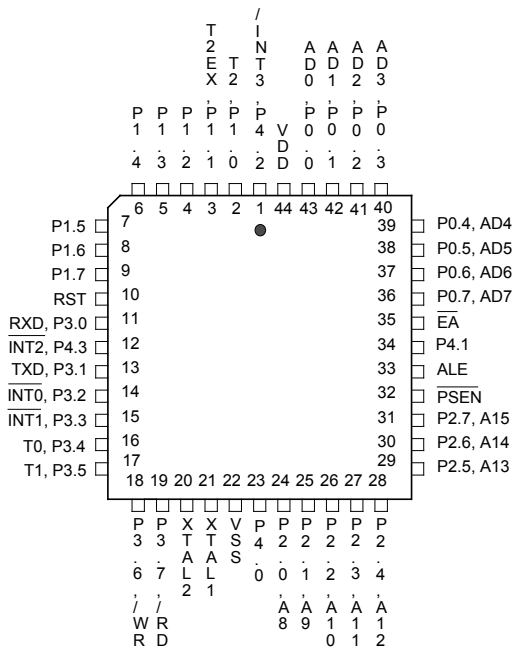 P1.4
P1.3
P1.2
T2EX, P1.1
T2, P1.0
/INT3, P4.2
VDD
AD0, P0.0
AD1, P0.1
AD2, P0.2
AD3, P0.3
6 5 4 3 2 1 44 43 42 41 40
P1.5 7
P1.6 8
P1.7 9
RST 10
RXD, P3.0 11
INT2, P4.3 12
TXD, P3.1 13
INT0, P3.2 14
INT1, P3.3 15
T0, P3.4 16
T1, P3.5 17
39 P0.4, AD4
38 P0.5, AD5
37 P0.6, AD6
36 P0.7, AD7
35 EA
34 P4.1
33 ALE
32 PSEN
31 P2.7, A15
30 P2.6, A14
29 P2.5, A13
18 19 20 21 22 23 24 25 26 27 28
P3.6, /WR
P3.7, /RD
XTAL2
XTAL1
VSS
P4.0
P2.0, A8
P2.1, A9
P2.2, A10
P2.3, A11
P2.4, A12